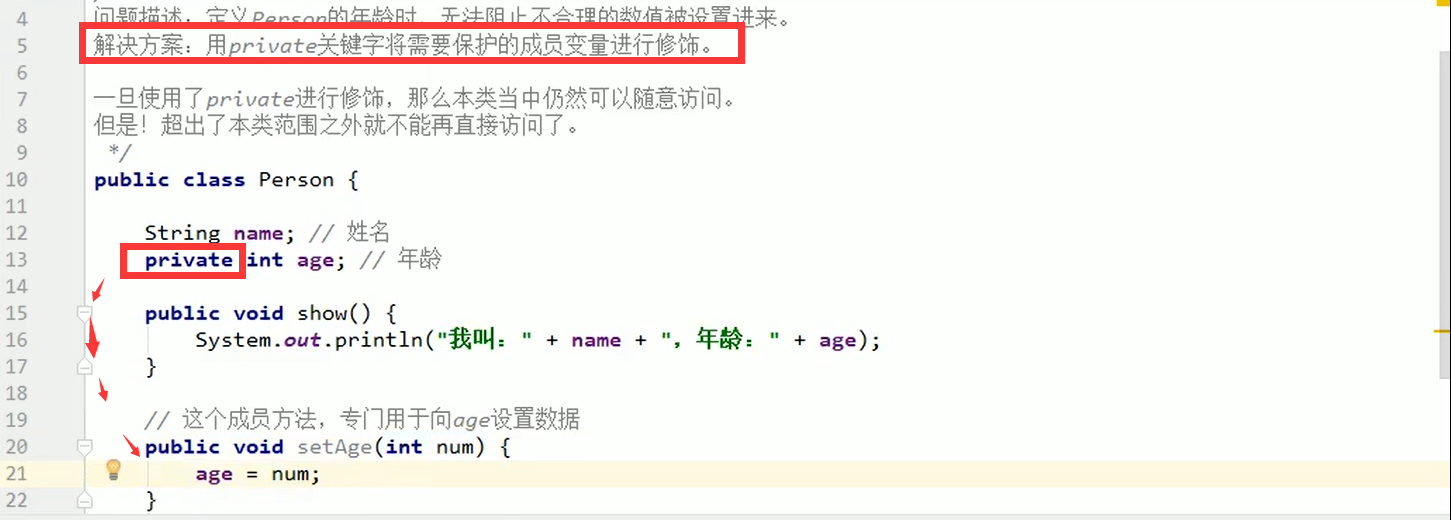 4 问题描述：定义Person的年龄时，无法阻止不合理的数值被设置进来。
5 解决方案：用private关键字将需要保护的成员变量进行修饰。
6
7 一旦使用了private进行修饰，那么本类当中仍然可以随意访问。
8 但是！超出了本类范围之外就不能再直接访问了。
9 */
10 public class Person {
11
12 String name; // 姓名
13 private int age; // 年龄
14
15 public void show() {
16 System.out.println("我叫：" + name + "，年龄：" + age);
17 }
18
19 // 这个成员方法，专门用于向age设置数据
20 public void setAge(int num) {
21 age = num;
22 }